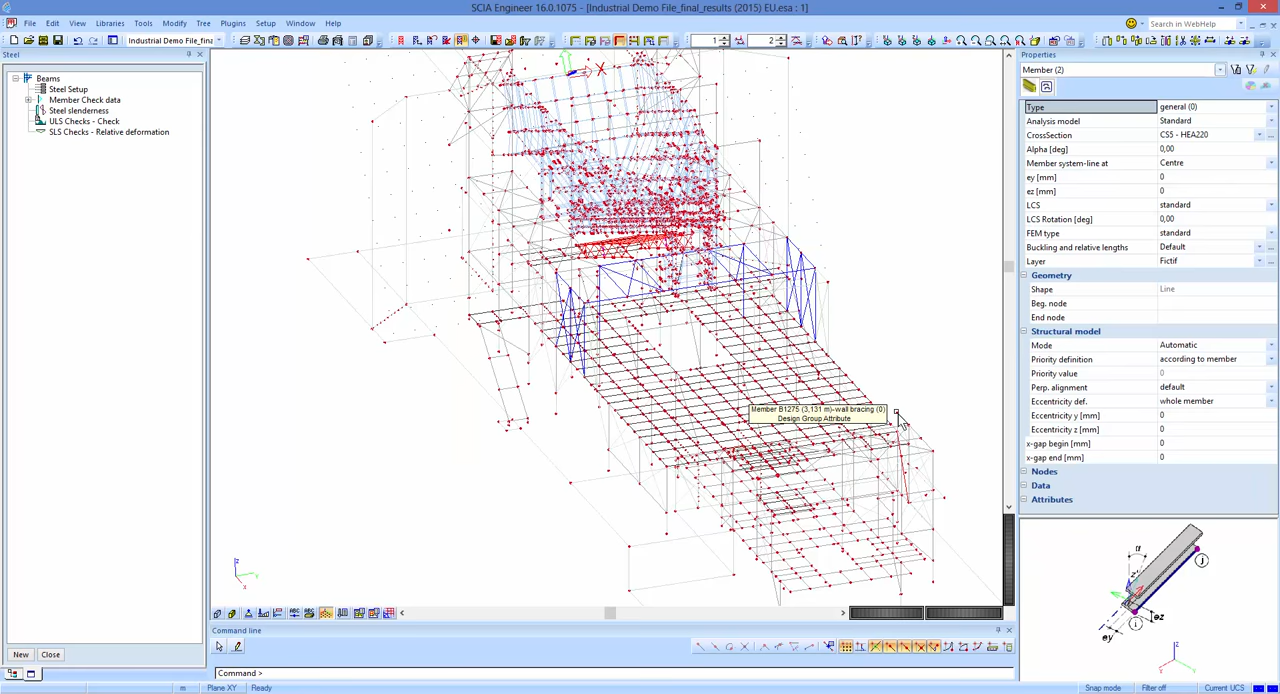 SCIA Engineer 16.0.1075 - [Industrial Demo File_final_results (2015) EU.esa : 1]
File Edit View Libraries Tools Modify Tree Plugins Setup Window Help
Search in WebHelp
Industrial Demo File_fina
1 2
Steel
Beams
Steel Setup
Member Check data
Steel slenderness
ULS Checks - Check
SLS Checks - Relative deformation
New Close
X
Member B1275 (3,131 m)-wall bracing (0)
Design Group Attribute
z
y
x
Properties
Member (2)
Type general (0)
Analysis model Standard
CrossSection CS5 - HEA220
Alpha [deg] 0,00
Member system-line at Centre
ey [mm] 0
ez [mm] 0
LCS standard
LCS Rotation [deg] 0,00
FEM type standard
Buckling and relative lengths Default
Layer Fictif
Geometry
Shape Line
Beg. node
End node
Structural model
Mode Automatic
Priority definition according to member
Priority value 0
Perp. alignment default
Eccentricity def. whole member
Eccentricity y [mm] 0
Eccentricity z [mm] 0
x-gap begin [mm] 0
x-gap end [mm] 0
Nodes
Data
Attributes
α
j
z
ez
i
ey
z
x
y
Command line
Command >
m Plane XY Ready Snap mode Filter off Current UCS